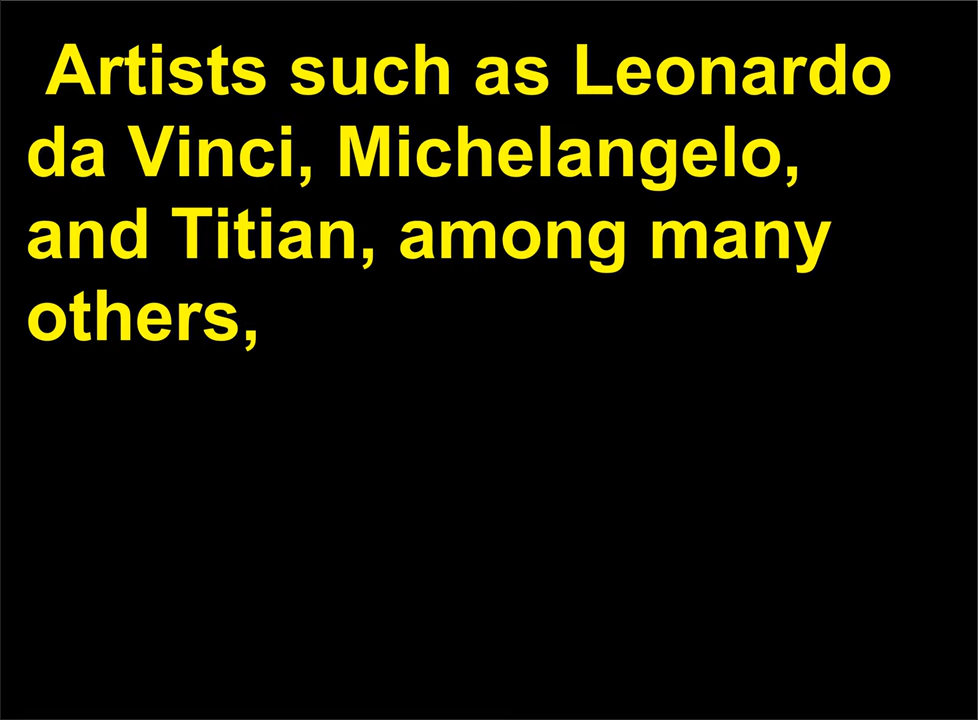 Artists such as Leonardo
da Vinci, Michelangelo,
and Titian, among many
others,